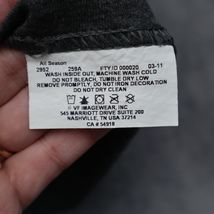 All Season
2952 259A FTY ID 000020 03-11
WASH INSIDE OUT, MACHINE WASH COLD
DO NOT BLEACH, TUMBLE DRY LOW
REMOVE PROMPTLY, DO NOT IRON DECORATION
DO NOT DRY CLEAN
© VF IMAGEWEAR, INC
545 MARRIOTT DRIVE SUITE 200
NASHVILLE, TN USA 37214
CA # 54918